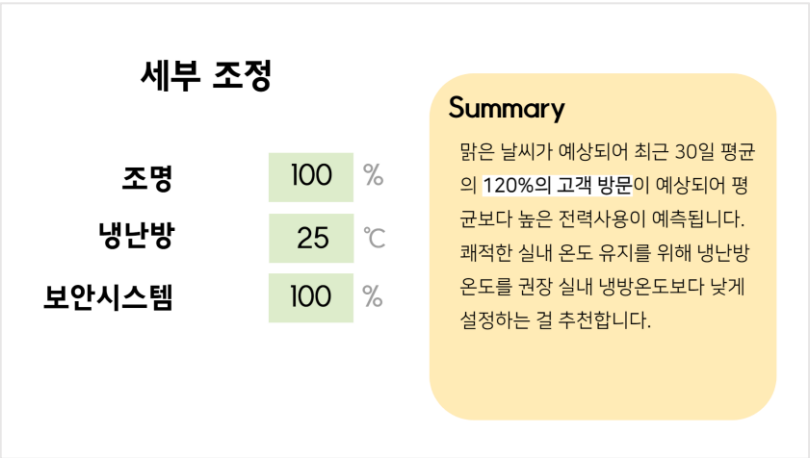 세부 조정
조명 100 %
냉난방 25 ℃
보안시스템 100 %
Summary
맑은 날씨가 예상되어 최근 30일 평균
의 120%의 고객 방문이 예상되어 평
균보다 높은 전력사용이 예측됩니다.
쾌적한 실내 온도 유지를 위해 냉난방
온도를 권장 실내 냉방온도보다 낮게
설정하는 걸 추천합니다.